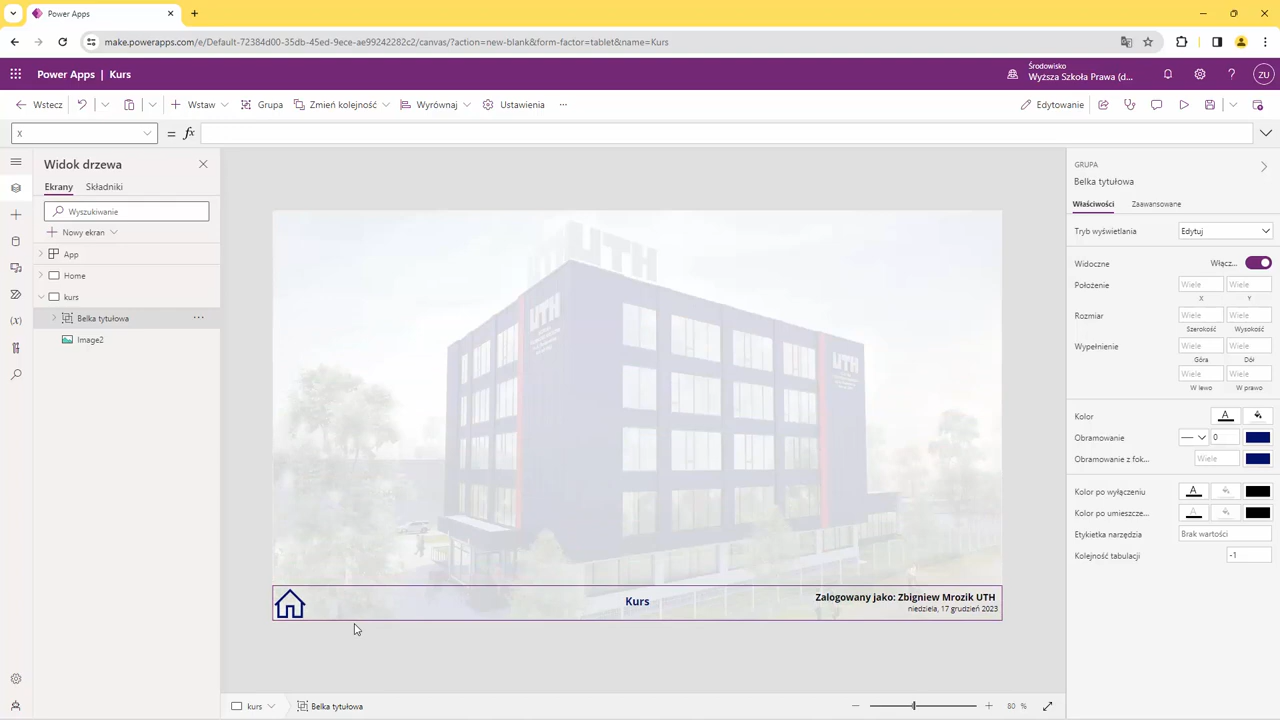 Power Apps
make.powerapps.com/e/Default-72384d00-35db-45ed-9ece-ae99242282c2/canvas/?action=new-blank&form-factor=tablet&name=Kurs
Power Apps | Kurs
Środowisko
Wyższa Szkoła Prawa (d...
ZU
Wstecz
Wstaw
Grupa
Zmień kolejność
Wyrównaj
Ustawienia
Edytowanie
X
= fx
Widok drzewa
Ekrany
Składniki
Wyszukiwanie
Nowy ekran
App
Home
kurs
Belka tytułowa
Image2
UTH
UTH
UTH
Kurs
Zalogowany jako: Zbigniew Mrozik UTH
niedziela, 17 grudzień 2023
GRUPA
Belka tytułowa
Właściwości
Zaawansowane
Tryb wyświetlania
Edytuj
Widoczne
Włącz...
Położenie
Wiele
Wiele
X
Y
Rozmiar
Wiele
Wiele
Szerokość
Wysokość
Wypełnienie
Wiele
Wiele
Góra
Dół
Wiele
Wiele
W lewo
W prawo
Kolor
A
Obramowanie
0
Obramowanie z fok...
Wiele
Kolor po wyłączeniu
A
Kolor po umieszcze...
A
Etykietka narzędzia
Brak wartości
Kolejność tabulacji
-1
kurs
Belka tytułowa
80 %